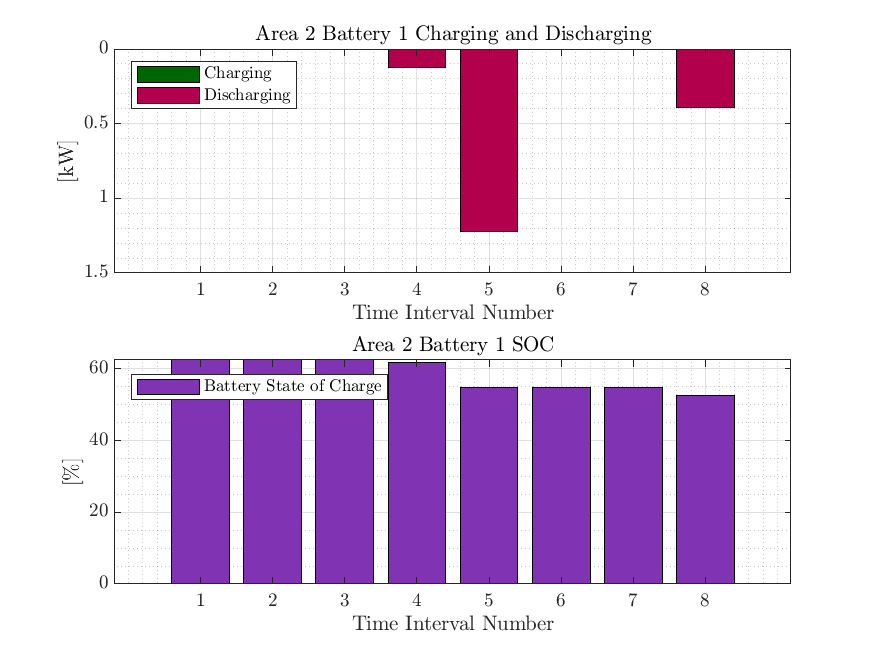 Area 2 Battery 1 Charging and Discharging
0
0.5
1
1.5
[kW]
Charging
Discharging
1 2 3 4 5 6 7 8
Time Interval Number
Area 2 Battery 1 SOC
60
40
20
0
[%]
Battery State of Charge
1 2 3 4 5 6 7 8
Time Interval Number